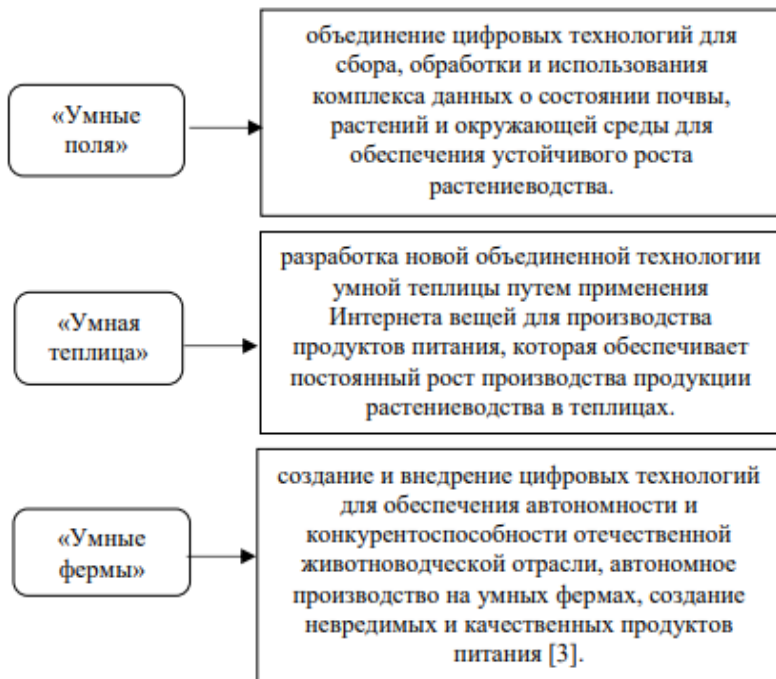 «Умные
поля»
объединение цифровых технологий для
сбора, обработки и использования
комплекса данных о состоянии почвы,
растений и окружающей среды для
обеспечения устойчивого роста
растениеводства.
«Умная
теплица»
разработка новой объединенной технологии
умной теплицы путем применения
Интернета вещей для производства
продуктов питания, которая обеспечивает
постоянный рост производства продукции
растениеводства в теплицах.
«Умные
фермы»
создание и внедрение цифровых технологий
для обеспечения автономности и
конкурентоспособности отечественной
животноводческой отрасли, автономное
производство на умных фермах, создание
невредимых и качественных продуктов
питания [3].